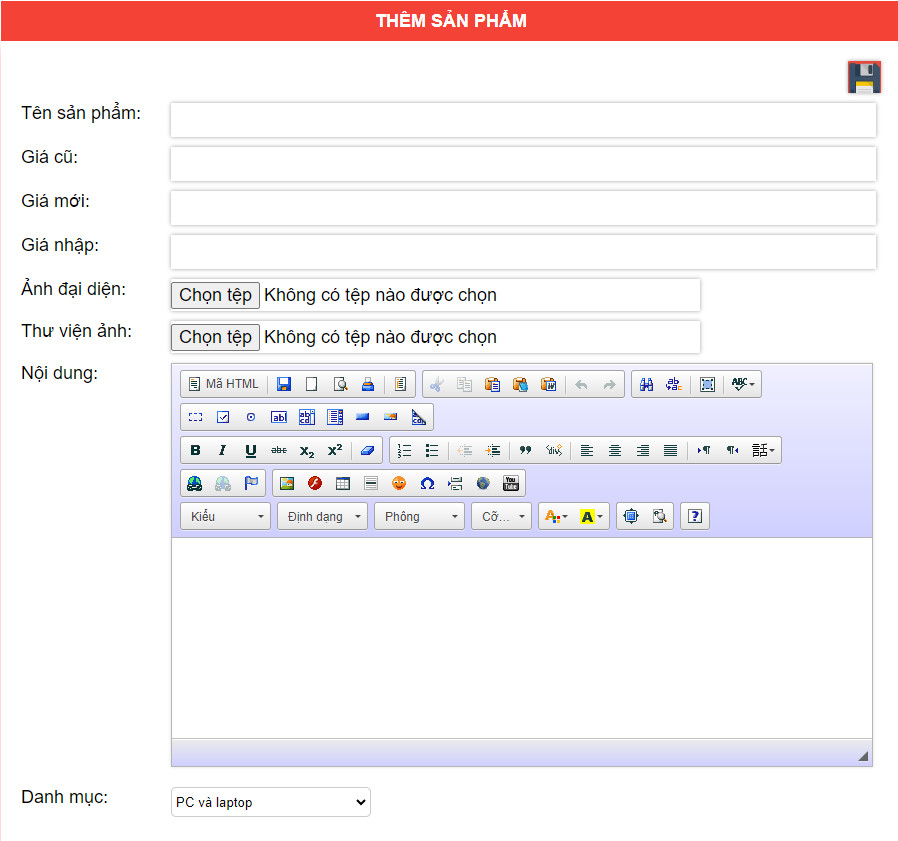 THÊM SẢN PHẨM
Tên sản phẩm:
Giá cũ:
Giá mới:
Giá nhập:
Ảnh đại diện:
Chọn tệp Không có tệp nào được chọn
Thư viện ảnh:
Chọn tệp Không có tệp nào được chọn
Nội dung:
Mã HTML
Kiểu Định dạng Phông Cỡ...
Danh mục:
PC và laptop